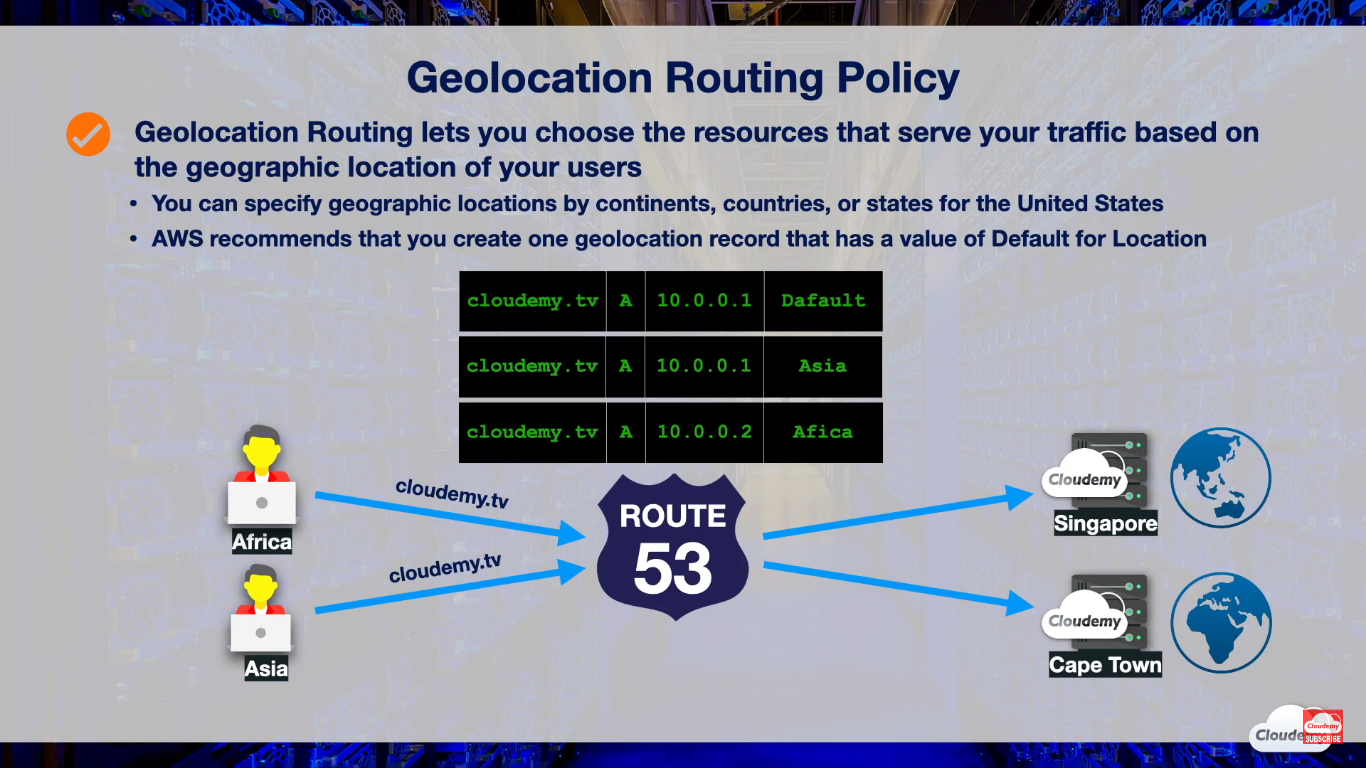 Geolocation Routing Policy
Geolocation Routing lets you choose the resources that serve your traffic based on
the geographic location of your users
• You can specify geographic locations by continents, countries, or states for the United States
• AWS recommends that you create one geolocation record that has a value of Default for Location
cloudemy.tv A 10.0.0.1 Dafault
cloudemy.tv A 10.0.0.1 Asia
cloudemy.tv A 10.0.0.2 Afica
Africa
cloudemy.tv
Asia
cloudemy.tv
ROUTE
53
Cloudemy
Singapore
Cloudemy
Cape Town
Cloude
Cloudemy
SUBSCRIBE